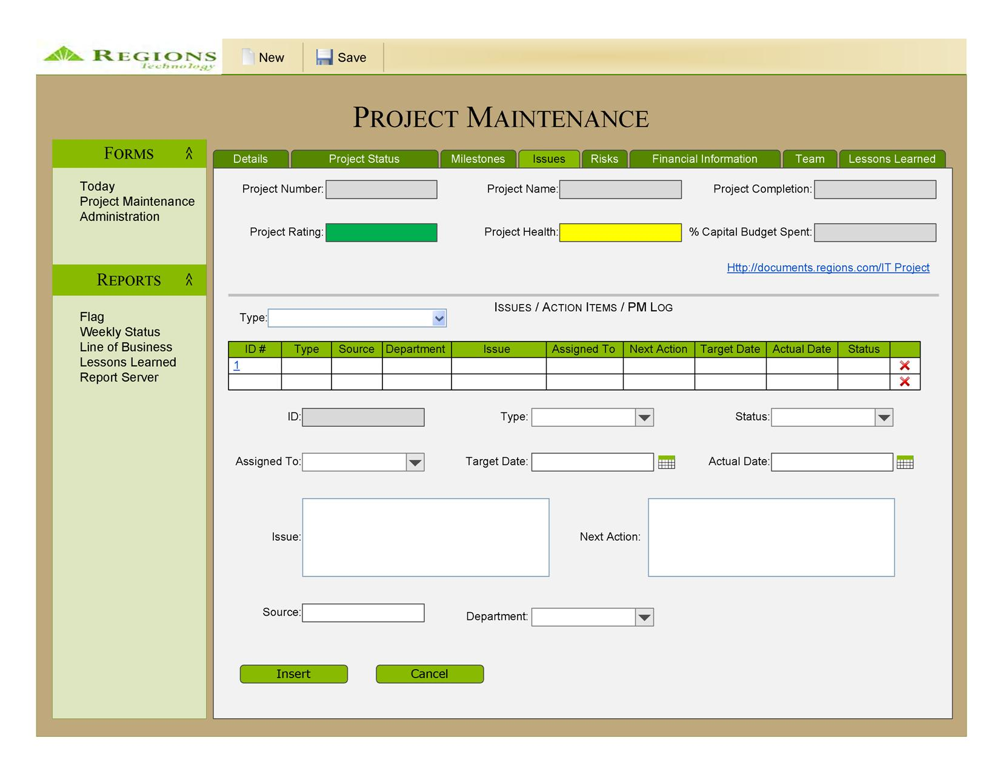 REGIONS
Technology
New
Save
PROJECT MAINTENANCE
FORMS
Today
Project Maintenance
Administration
REPORTS
Flag
Weekly Status
Line of Business
Lessons Learned
Report Server
Details Project Status Milestones Issues Risks Financial Information Team Lessons Learned
Project Number: Project Name: Project Completion:
Project Rating: Project Health: % Capital Budget Spent:
Http://documents.regions.com/IT Project
ISSUES / ACTION ITEMS / PM LOG
Type:
ID # Type Source Department Issue Assigned To Next Action Target Date Actual Date Status
1
ID: Type: Status:
Assigned To: Target Date: Actual Date:
Issue: Next Action:
Source: Department:
Insert Cancel